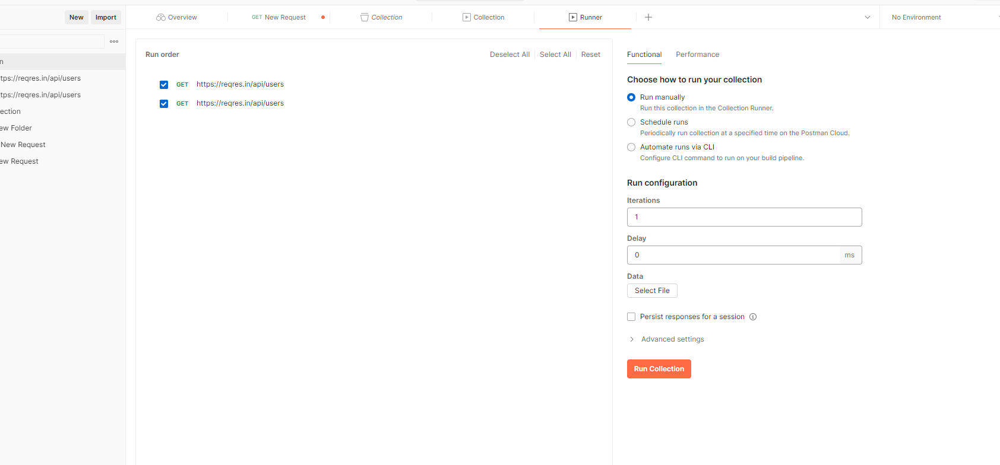 New Import
Overview
GET New Request
Collection
Collection
Runner
No Environment
n
tps://reqres.in/api/users
tps://reqres.in/api/users
ection
ew Folder
New Request
ew Request
Run order
Deselect All Select All Reset
GET https://reqres.in/api/users
GET https://reqres.in/api/users
Functional Performance
Choose how to run your collection
Run manually
Run this collection in the Collection Runner.
Schedule runs
Periodically run collection at a specified time on the Postman Cloud.
Automate runs via CLI
Configure CLI command to run on your build pipeline.
Run configuration
Iterations
1
Delay
0 ms
Data
Select File
Persist responses for a session
Advanced settings
Run Collection